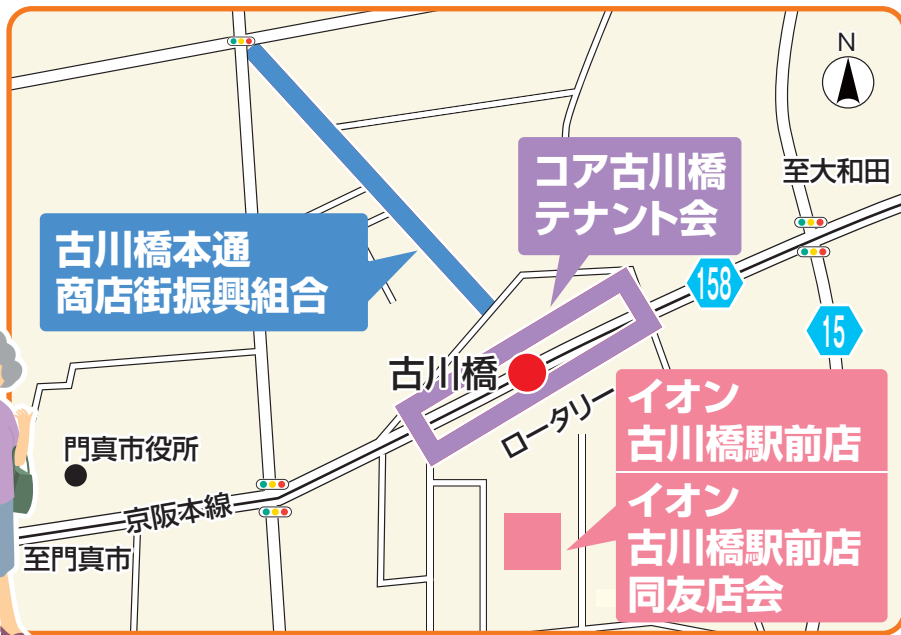 N
至大和田
コア古川橋
テナント会
古川橋本通
商店街振興組合
158
15
古川橋
ロータリー
イオン
古川橋駅前店
イオン
古川橋駅前店
同友店会
門真市役所
京阪本線
至門真市